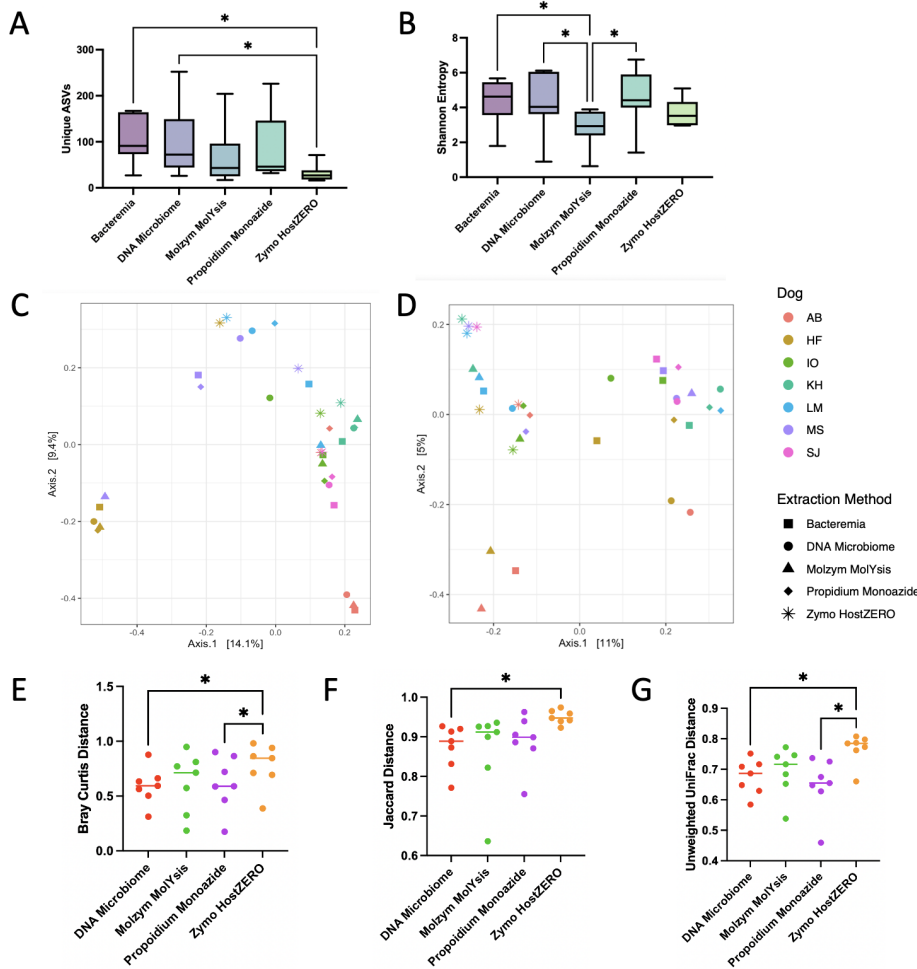 A
*
*
300
200
100
0
Unique ASVs
Bacteremia
DNA Microbiome
Molzym MolYsis
Propoidium Monoazide
Zymo HostZERO
B
*
*
*
8
6
4
2
0
Shannon Entropy
Bacteremia
DNA Microbiome
Molzym MolYsis
Propoidium Monoazide
Zymo HostZERO
C
0.2
0.0
-0.2
-0.4
Axis.2 [9.4%]
-0.4
-0.2
0.0
0.2
Axis.1 [14.1%]
D
0.2
0.0
-0.2
-0.4
Axis.2 [5%]
-0.2
0.0
0.2
Axis.1 [11%]
Dog
AB
HF
IO
KH
LM
MS
SJ
Extraction Method
Bacteremia
DNA Microbiome
Molzym MolYsis
Propidium Monoazide
Zymo HostZERO
E
*
*
1.5
1.0
0.5
0.0
Bray Curtis Distance
DNA Microbiome
Molzym MolYsis
Propoidium Monoazide
Zymo HostZERO
F
*
1.0
0.9
0.8
0.7
0.6
Jaccard Distance
DNA Microbiome
Molzym MolYsis
Propoidium Monoazide
Zymo HostZERO
G
*
*
0.9
0.8
0.7
0.6
0.5
0.4
Unweighted UniFrac Distance
DNA Microbiome
Molzym MolYsis
Propoidium Monoazide
Zymo HostZERO